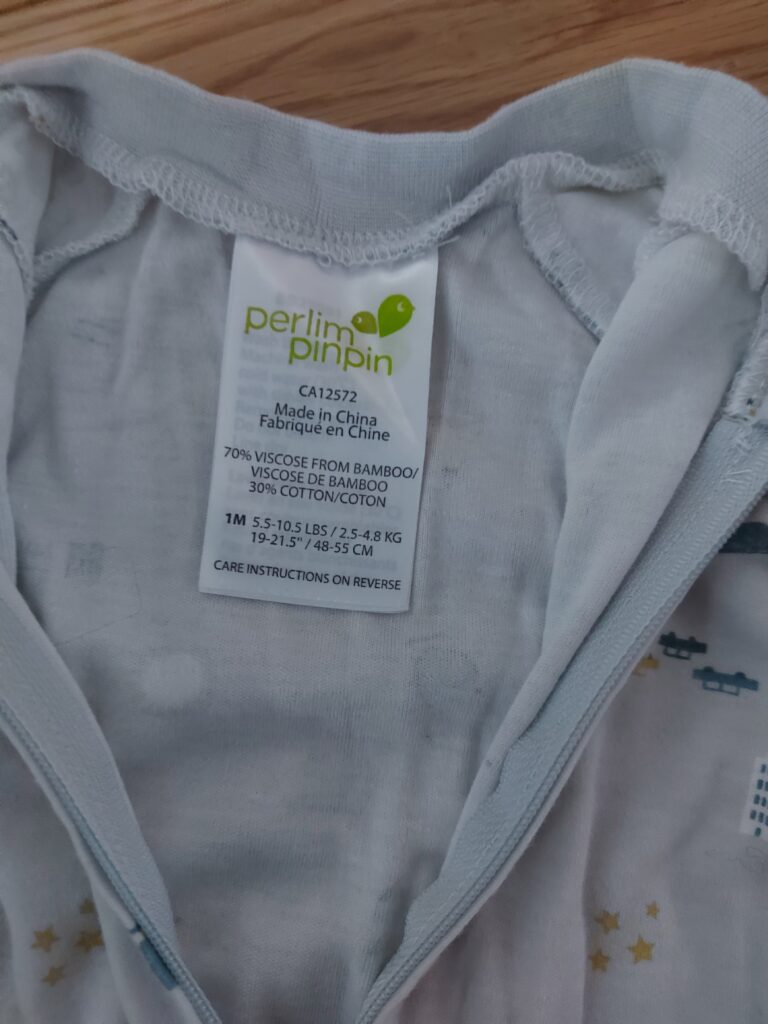 perlim
pinpin
CA12572
Made in China
Fabriqué en Chine
70% VISCOSE FROM BAMBOO/
VISCOSE DE BAMBOO
30% COTTON/COTON
1M 5.5-10.5 LBS / 2.5-4.8 KG
19-21.5" / 48-55 CM
CARE INSTRUCTIONS ON REVERSE